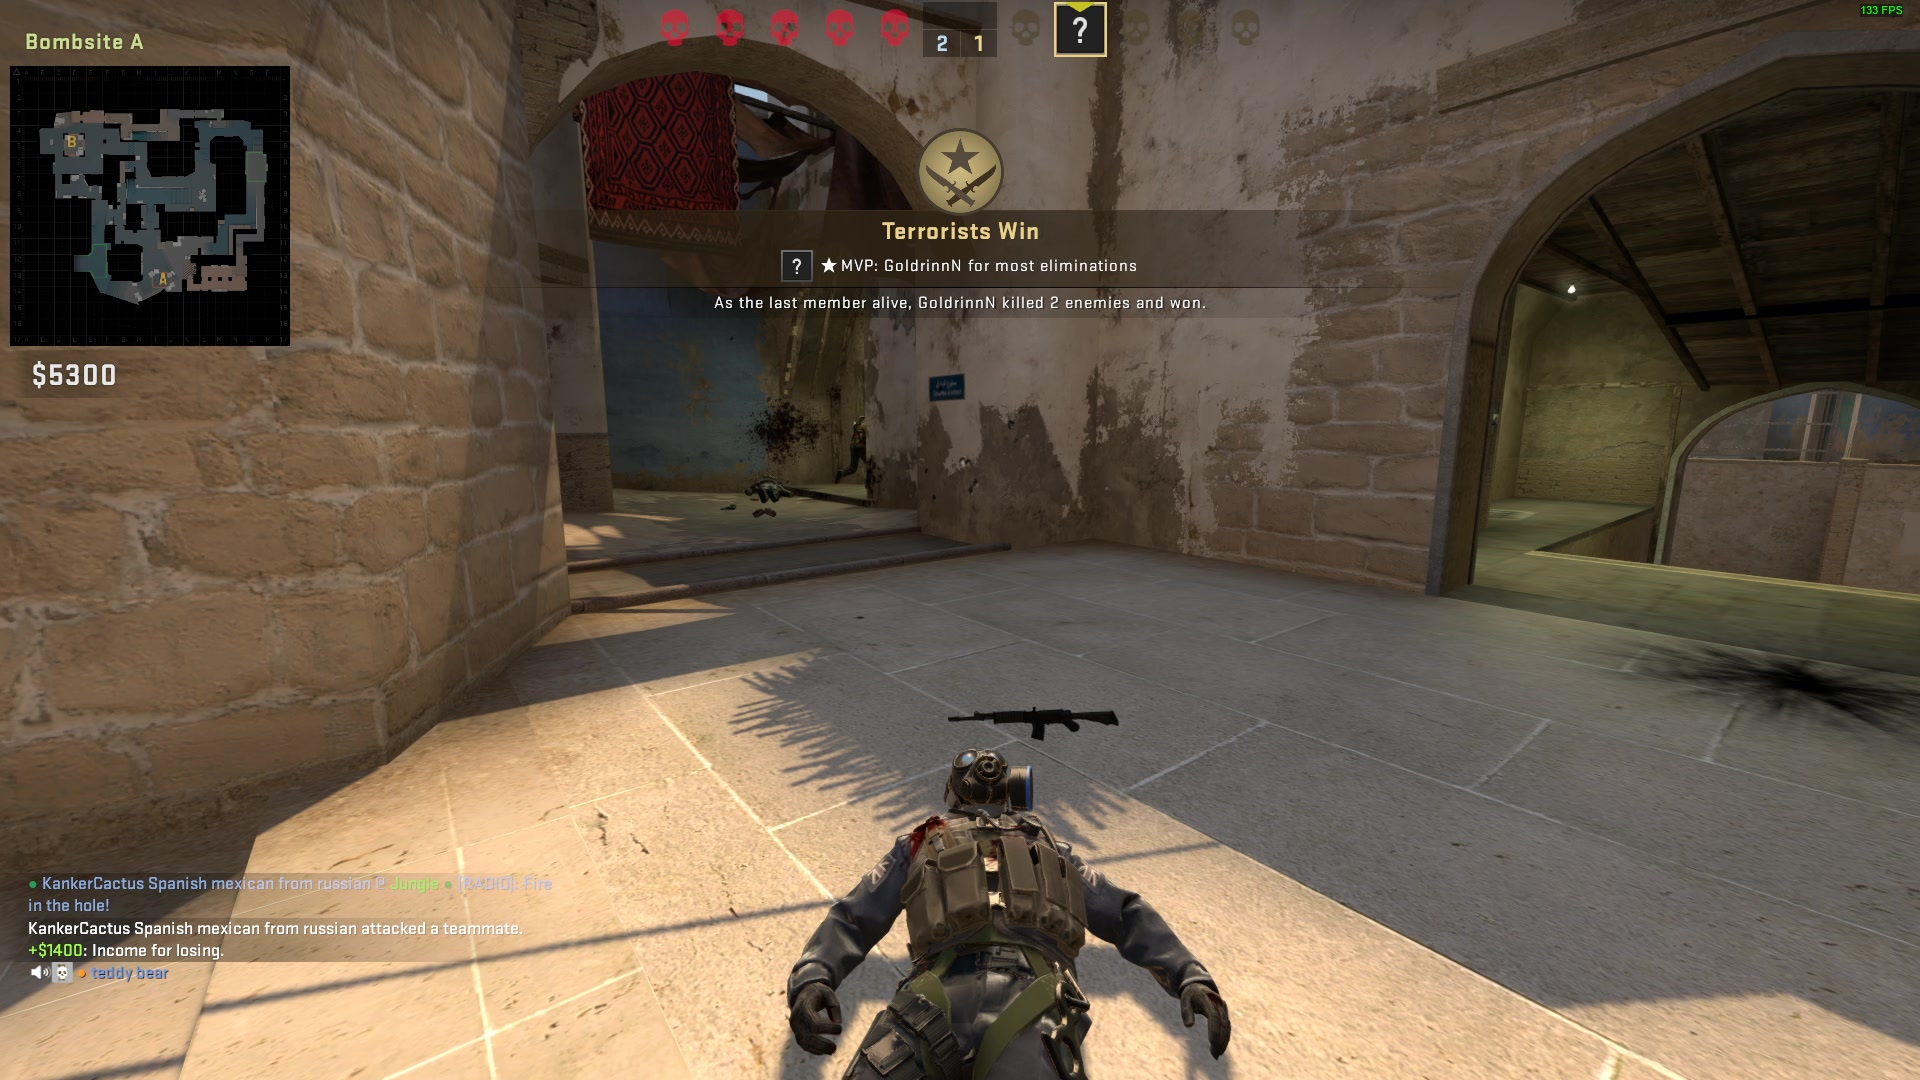 133 FPS
Bombsite A
2 1
?
B
A
Terrorists Win
? MVP: GoldrinnN for most eliminations
As the last member alive, GoldrinnN killed 2 enemies and won.
$5300
KankerCactus Spanish mexican from russian @ Jungle [RADIO]: Fire
in the hole!
KankerCactus Spanish mexican from russian attacked a teammate.
+$1400: Income for losing.
teddy bear